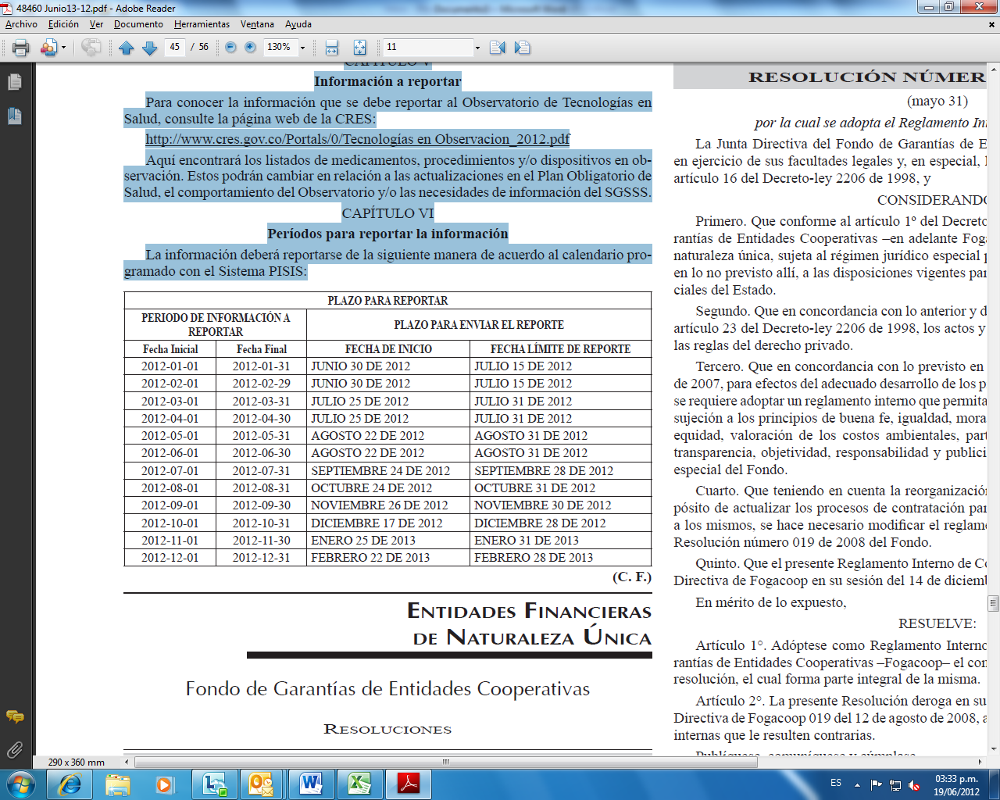 48460 Junio13-12.pdf - Adobe Reader
Archivo Edición Ver Documento Herramientas Ventana Ayuda
45 / 56 130% 11
CAPÍTULO V
Información a reportar
Para conocer la información que se debe reportar al Observatorio de Tecnologías en
Salud, consulte la página web de la CRES:
http://www.cres.gov.co/Portals/0/Tecnologías en Observacion_2012.pdf
Aquí encontrará los listados de medicamentos, procedimientos y/o dispositivos en ob-
servación. Estos podrán cambiar en relación a las actualizaciones en el Plan Obligatorio de
Salud, el comportamiento del Observatorio y/o las necesidades de información del SGSSS.
CAPÍTULO VI
Períodos para reportar la información
La información deberá reportarse de la siguiente manera de acuerdo al calendario pro-
gramado con el Sistema PISIS:
PLAZO PARA REPORTAR
PERIODO DE INFORMACIÓN A
REPORTAR
PLAZO PARA ENVIAR EL REPORTE
Fecha Inicial Fecha Final FECHA DE INICIO FECHA LÍMITE DE REPORTE
2012-01-01 2012-01-31 JUNIO 30 DE 2012 JULIO 15 DE 2012
2012-02-01 2012-02-29 JUNIO 30 DE 2012 JULIO 15 DE 2012
2012-03-01 2012-03-31 JULIO 25 DE 2012 JULIO 31 DE 2012
2012-04-01 2012-04-30 JULIO 25 DE 2012 JULIO 31 DE 2012
2012-05-01 2012-05-31 AGOSTO 22 DE 2012 AGOSTO 31 DE 2012
2012-06-01 2012-06-30 AGOSTO 22 DE 2012 AGOSTO 31 DE 2012
2012-07-01 2012-07-31 SEPTIEMBRE 24 DE 2012 SEPTIEMBRE 28 DE 2012
2012-08-01 2012-08-31 OCTUBRE 24 DE 2012 OCTUBRE 31 DE 2012
2012-09-01 2012-09-30 NOVIEMBRE 26 DE 2012 NOVIEMBRE 30 DE 2012
2012-10-01 2012-10-31 DICIEMBRE 17 DE 2012 DICIEMBRE 28 DE 2012
2012-11-01 2012-11-30 ENERO 25 DE 2013 ENERO 31 DE 2013
2012-12-01 2012-12-31 FEBRERO 22 DE 2013 FEBRERO 28 DE 2013
(C. F.)
ENTIDADES FINANCIERAS
DE NATURALEZA ÚNICA
Fondo de Garantías de Entidades Cooperativas
RESOLUCIONES
RESOLUCIÓN NÚMER
(mayo 31)
por la cual se adopta el Reglamento In
La Junta Directiva del Fondo de Garantías de E
en ejercicio de sus facultades legales y, en especial,
artículo 16 del Decreto-ley 2206 de 1998, y
CONSIDERANDO
Primero. Que conforme al artículo 1º del Decreto
rantías de Entidades Cooperativas –en adelante Foga
naturaleza única, sujeta al régimen jurídico especial p
en lo no previsto allí, a las disposiciones vigentes par
ciales del Estado.
Segundo. Que en concordancia con lo anterior y d
artículo 23 del Decreto-ley 2206 de 1998, los actos y
las reglas del derecho privado.
Tercero. Que en concordancia con lo previsto en
de 2007, para efectos del adecuado desarrollo de los p
se requiere adoptar un reglamento interno que permita
sujeción a los principios de buena fe, igualdad, mora
equidad, valoración de los costos ambientales, part
transparencia, objetividad, responsabilidad y publici
especial del Fondo.
Cuarto. Que teniendo en cuenta la reorganización
pósito de actualizar los procesos de contratación par
a los mismos, se hace necesario modificar el reglame
Resolución número 019 de 2008 del Fondo.
Quinto. Que el presente Reglamento Interno de Co
Directiva de Fogacoop en su sesión del 14 de diciemb
En mérito de lo expuesto,
RESUELVE:
Artículo 1°. Adóptese como Reglamento Interno
rantías de Entidades Cooperativas –Fogacoop– el con
resolución, el cual forma parte integral de la misma.
Artículo 2°. La presente Resolución deroga en su
Directiva de Fogacoop 019 del 12 de agosto de 2008, a
internas que le resulten contrarias.
Publíquese, comuníquese y cúmplase
290 x 360 mm
ES 03:33 p.m.
19/06/2012